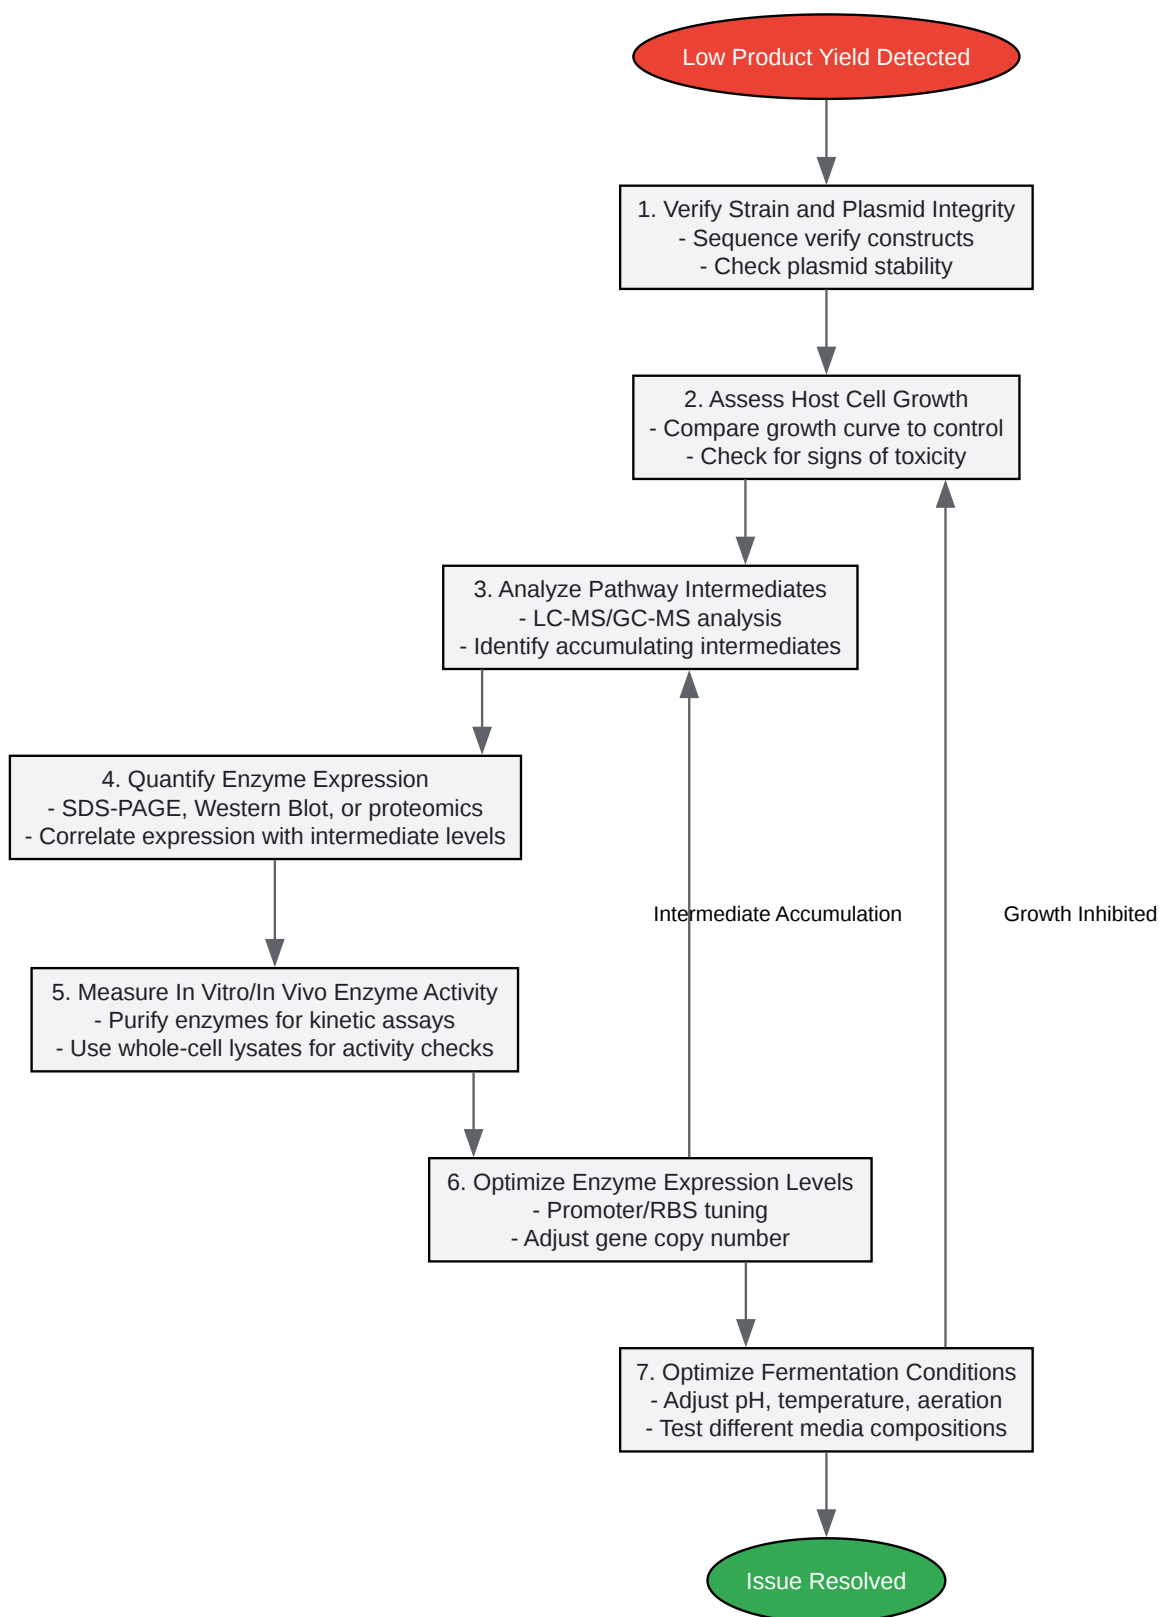 Low Product Yield Detected
1. Verify Strain and Plasmid Integrity
- Sequence verify constructs
- Check plasmid stability
2. Assess Host Cell Growth
- Compare growth curve to control
- Check for signs of toxicity
3. Analyze Pathway Intermediates
- LC-MS/GC-MS analysis
- Identify accumulating intermediates
4. Quantify Enzyme Expression
- SDS-PAGE, Western Blot, or proteomics
- Correlate expression with intermediate levels
Intermediate Accumulation
Growth Inhibited
5. Measure In Vitro/In Vivo Enzyme Activity
- Purify enzymes for kinetic assays
- Use whole-cell lysates for activity checks
6. Optimize Enzyme Expression Levels
- Promoter/RBS tuning
- Adjust gene copy number
7. Optimize Fermentation Conditions
- Adjust pH, temperature, aeration
- Test different media compositions
Issue Resolved